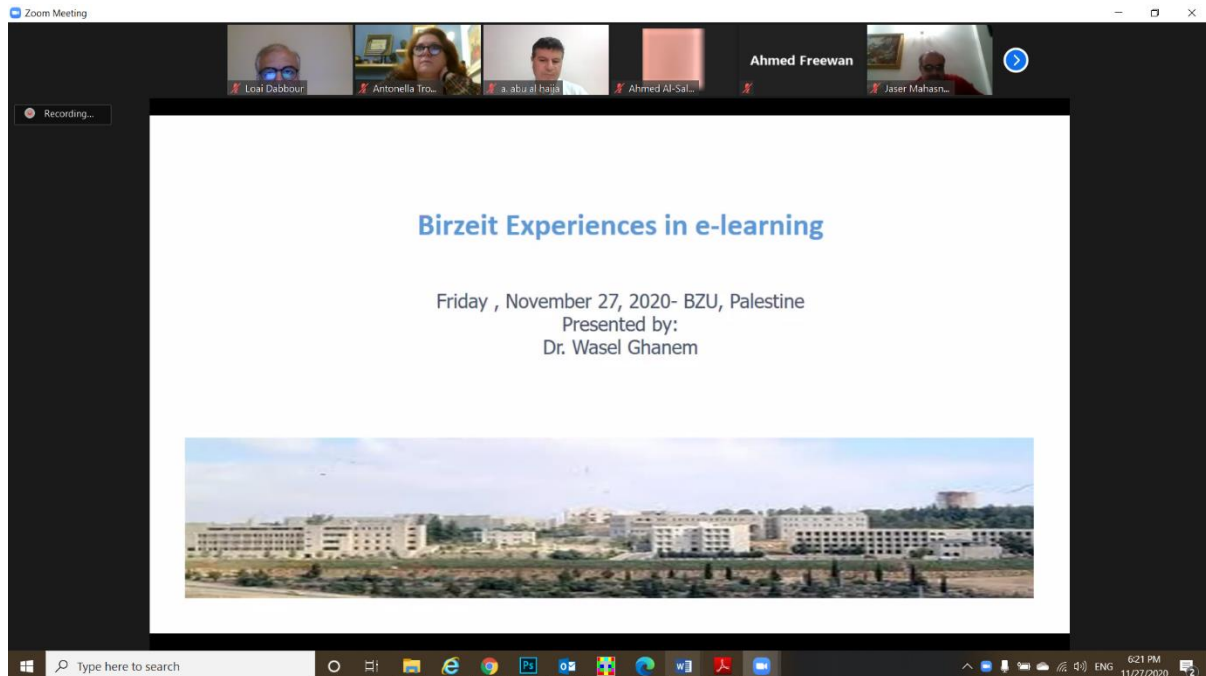 Zoom Meeting
Loai Dabbour
Antonella Tro...
a. abu al haija
Ahmed Al-Sal...
Ahmed Freewan
Jaser Mahasn...
Recording...
Birzeit Experiences in e-learning
Friday , November 27, 2020- BZU, Palestine
Presented by:
Dr. Wasel Ghanem
Type here to search
Ps
ENG
6:21 PM
11/27/2020
2